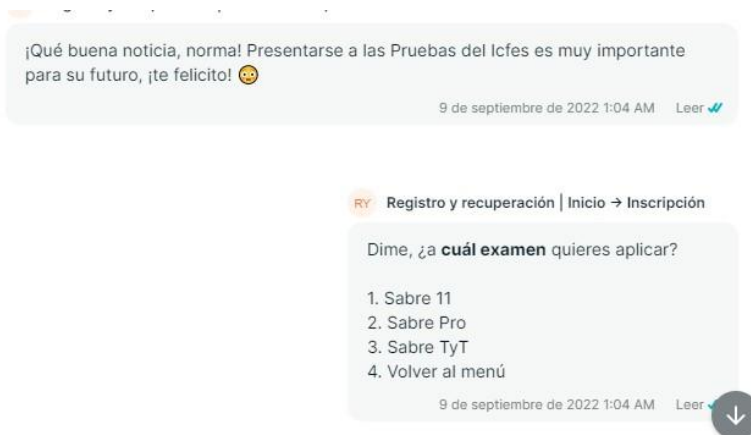 ¡Qué buena noticia, norma! Presentarse a las Pruebas del Icfes es muy importante
para su futuro, ¡te felicito! 😳
9 de septiembre de 2022 1:04 AM Leer
RY Registro y recuperación | Inicio → Inscripción
Dime, ¿a cuál examen quieres aplicar?
1. Sabre 11
2. Sabre Pro
3. Sabre TyT
4. Volver al menú
9 de septiembre de 2022 1:04 AM Leer